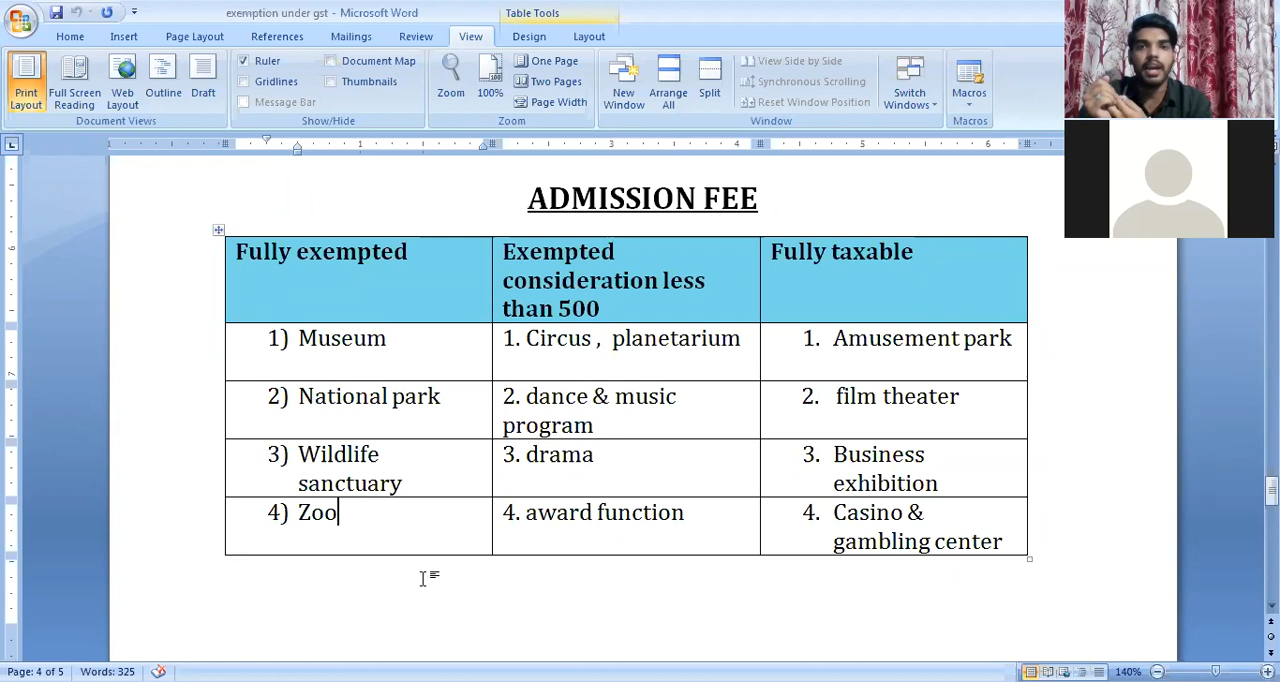 exemption under gst - Microsoft Word
Table Tools
Home Insert Page Layout References Mailings Review View Design Layout
Print Layout
Full Screen Reading
Web Layout
Outline
Draft
Document Views
Ruler
Gridlines
Message Bar
Document Map
Thumbnails
Show/Hide
Zoom
100%
One Page
Two Pages
Page Width
Zoom
New Window
Arrange All
Split
View Side by Side
Synchronous Scrolling
Reset Window Position
Window
Switch Windows
Macros
Macros
1 1 3 4 5 6
ADMISSION FEE
Fully exempted
Exempted
consideration less
than 500
Fully taxable
1) Museum
1. Circus , planetarium
1. Amusement park
2) National park
2. dance & music
program
2. film theater
3) Wildlife
sanctuary
3. drama
3. Business
exhibition
4) Zoo
4. award function
4. Casino &
gambling center
Page: 4 of 5 Words: 325 140%